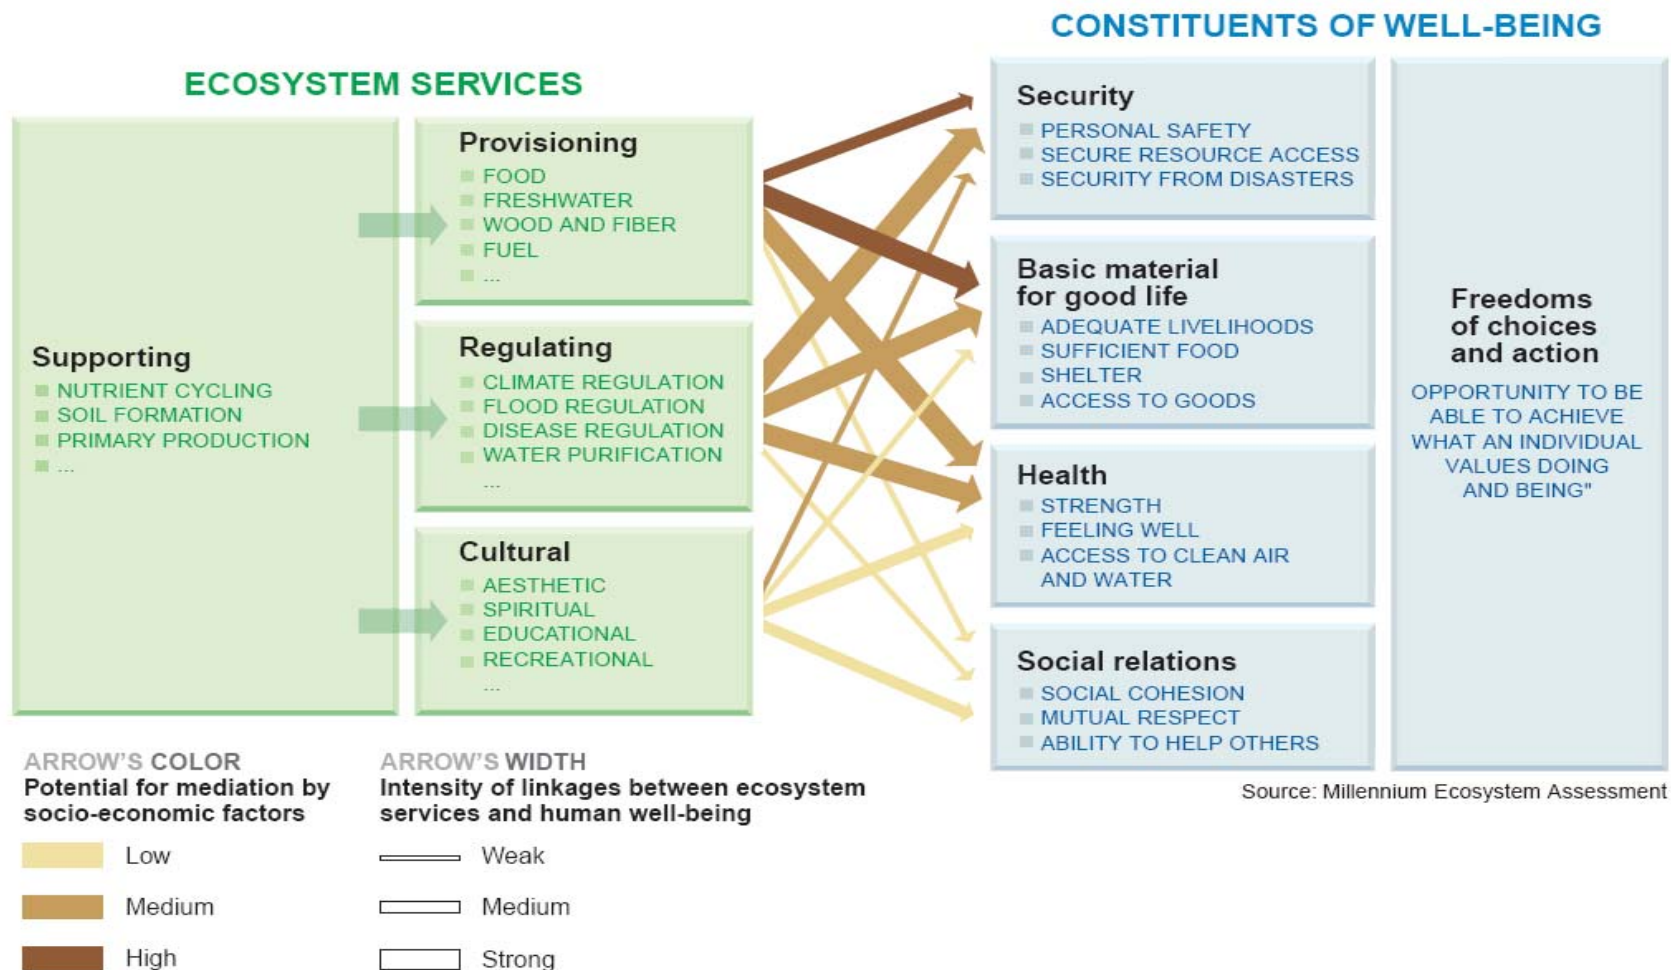 ECOSYSTEM SERVICES
Supporting
NUTRIENT CYCLING
SOIL FORMATION
PRIMARY PRODUCTION
...
Provisioning
FOOD
FRESHWATER
WOOD AND FIBER
FUEL
...
Regulating
CLIMATE REGULATION
FLOOD REGULATION
DISEASE REGULATION
WATER PURIFICATION
...
Cultural
AESTHETIC
SPIRITUAL
EDUCATIONAL
RECREATIONAL
...
CONSTITUENTS OF WELL-BEING
Security
PERSONAL SAFETY
SECURE RESOURCE ACCESS
SECURITY FROM DISASTERS
Basic material
for good life
ADEQUATE LIVELIHOODS
SUFFICIENT FOOD
SHELTER
ACCESS TO GOODS
Health
STRENGTH
FEELING WELL
ACCESS TO CLEAN AIR
AND WATER
Social relations
SOCIAL COHESION
MUTUAL RESPECT
ABILITY TO HELP OTHERS
Freedoms
of choices
and action
OPPORTUNITY TO BE
ABLE TO ACHIEVE
WHAT AN INDIVIDUAL
VALUES DOING
AND BEING"
Source: Millennium Ecosystem Assessment
ARROW'S COLOR
Potential for mediation by
socio-economic factors
Low
Medium
High
ARROW'S WIDTH
Intensity of linkages between ecosystem
services and human well-being
Weak
Medium
Strong